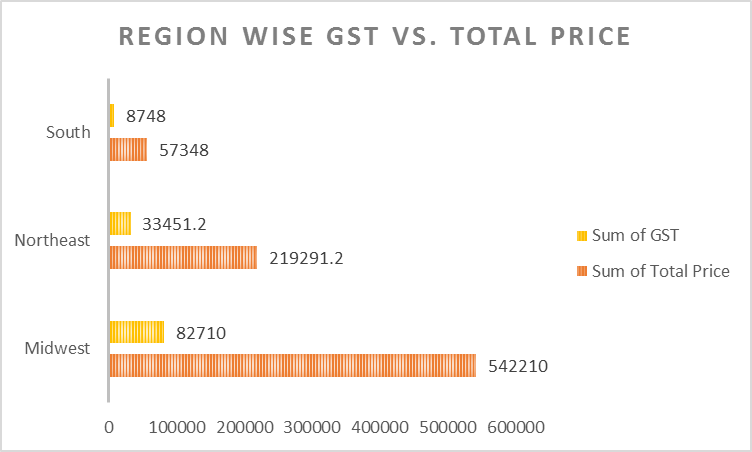 REGION WISE GST VS. TOTAL PRICE
South
8748
57348
Northeast
33451.2
219291.2
Midwest
82710
542210
0 100000 200000 300000 400000 500000 600000
Sum of GST
Sum of Total Price